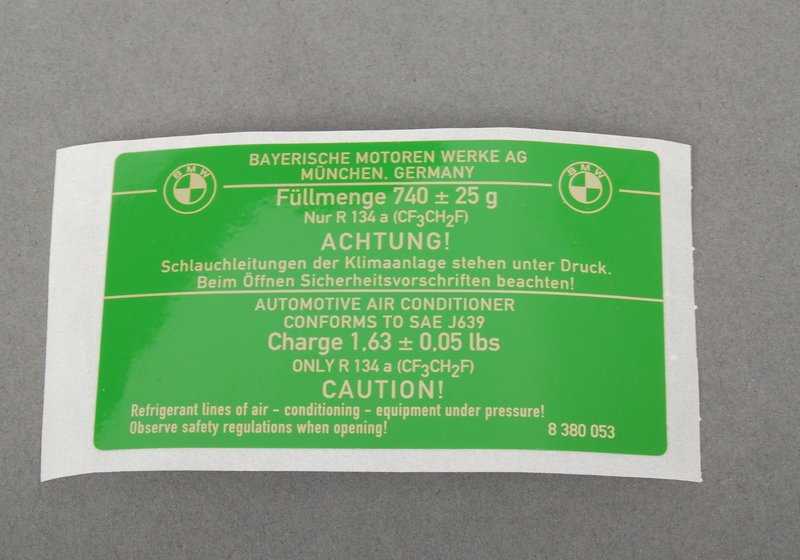 BMW BAYERISCHE MOTOREN WERKE AG BMW
MÜNCHEN, GERMANY
Füllmenge 740 ± 25 g
Nur R 134 a (CF3CH2F)
ACHTUNG!
Schlauchleitungen der Klimaanlage stehen unter Druck.
Beim Öffnen Sicherheitsvorschriften beachten!
AUTOMOTIVE AIR CONDITIONER
CONFORMS TO SAE J639
Charge 1,63 ± 0,05 lbs
ONLY R 134 a (CF3CH2F)
CAUTION!
Refrigerant lines of air - conditioning - equipment under pressure!
Observe safety regulations when opening! 8 380 053